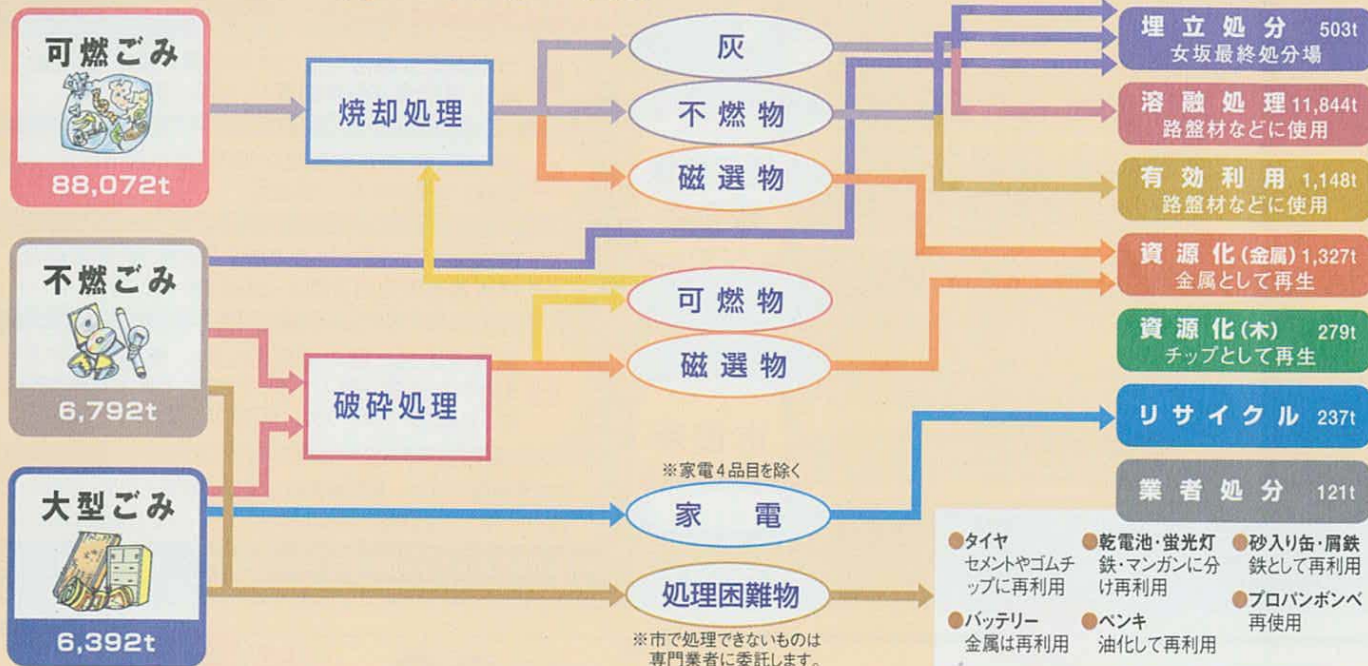 可燃ごみ
88,072t
不燃ごみ
6,792t
大型ごみ
6,392t
焼却処理
破砕処理
灰
不燃物
磁選物
可燃物
磁選物
※家電4品目を除く
家電
処理困難物
※市で処理できないものは
専門業者に委託します。
埋立処分 503t
女坂最終処分場
溶融処理 11,844t
路盤材などに使用
有効利用 1,148t
路盤材などに使用
資源化(金属) 1,327t
金属として再生
資源化(木) 279t
チップとして再生
リサイクル 237t
業者処分 121t
●タイヤ
セメントやゴムチ
ップに再利用
●バッテリー
金属は再利用
●乾電池・蛍光灯
鉄・マンガンに分
け再利用
●ペンキ
油化して再利用
●砂入り缶・屑鉄
鉄として再利用
●プロパンボンベ
再使用